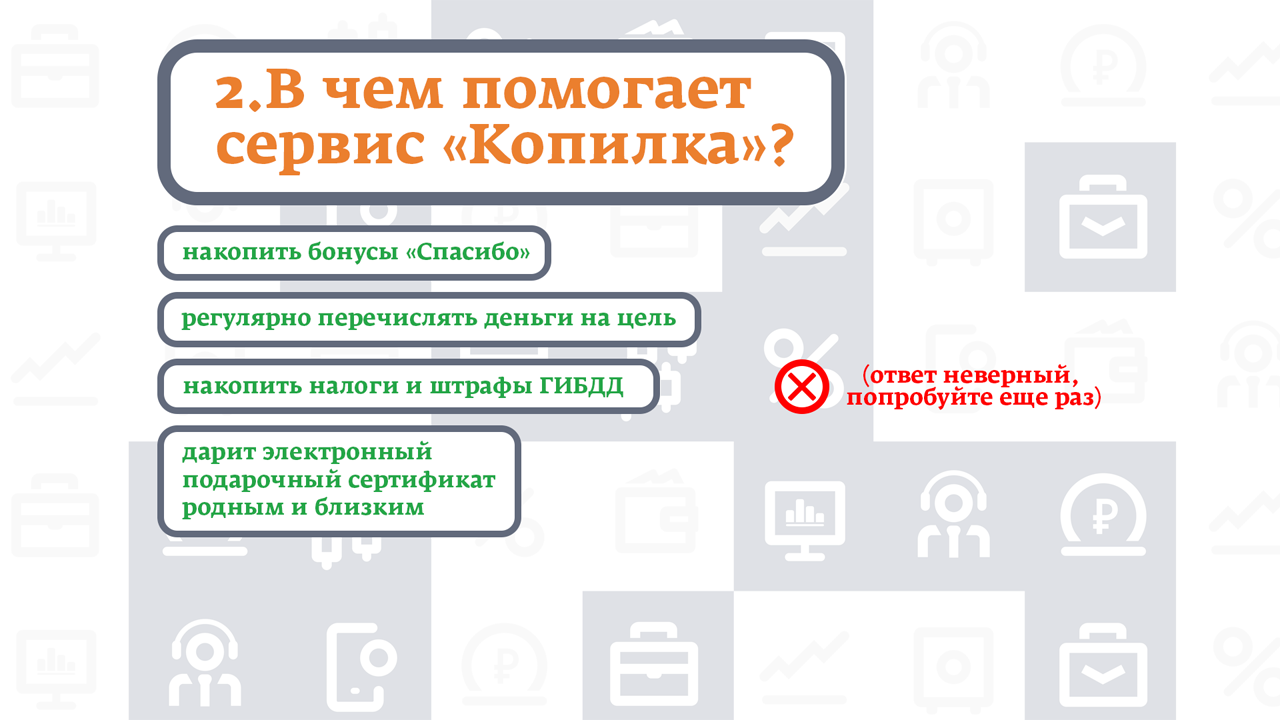 2.В чем помогает
сервис «Копилка»?
накопить бонусы «Спасибо»
регулярно перечислять деньги на цель
накопить налоги и штрафы ГИБДД
(ответ неверный,
попробуйте еще раз)
дарит электронный
подарочный сертификат
родным и близким